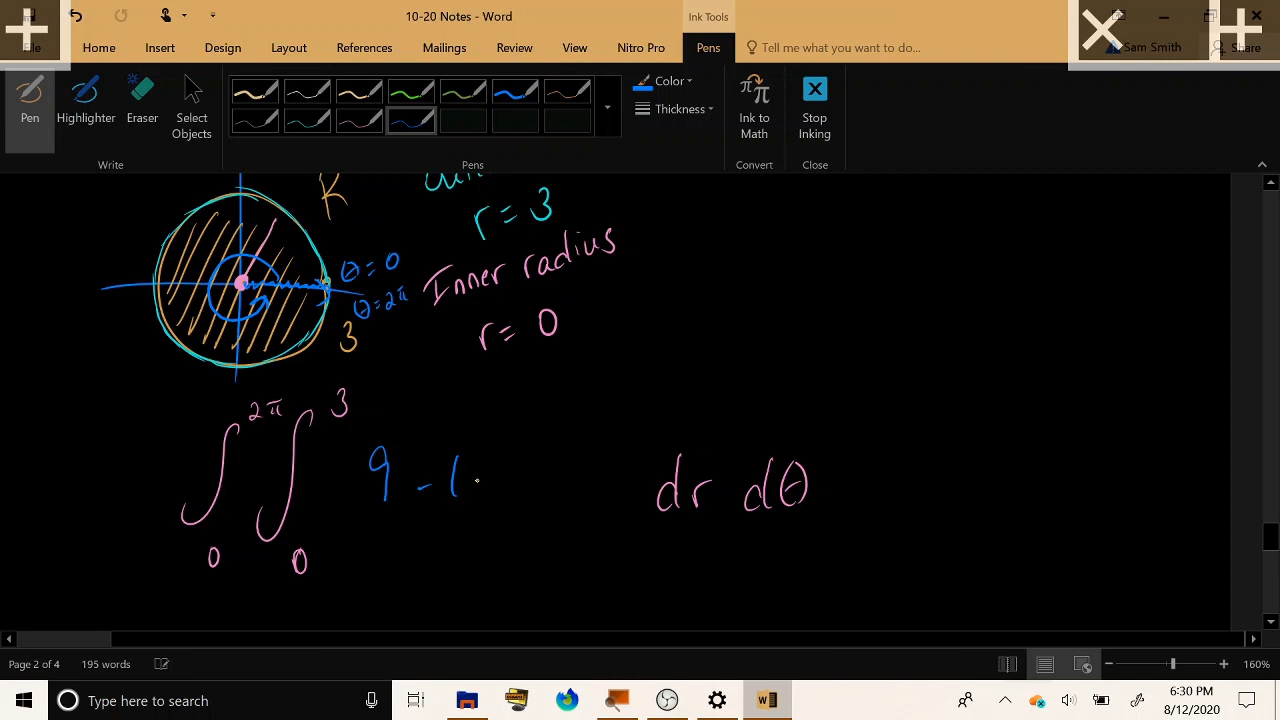 10-20 Notes - Word
Ink Tools
File Home Insert Design Layout References Mailings Review View Nitro Pro Pens Tell me what you want to do... Sam Smith Share
Pen Highlighter Eraser Select Objects
Color
Thickness
Ink to Math
Stop Inking
Write Pens Convert Close
R
r = 3
Inner radius
r = 0
θ = 0
θ = 2π
3
∫ 0 2π ∫ 0 3 9 - ( dr dθ
Page 2 of 4 195 words 160%
Type here to search
6:30 PM
8/12/2020